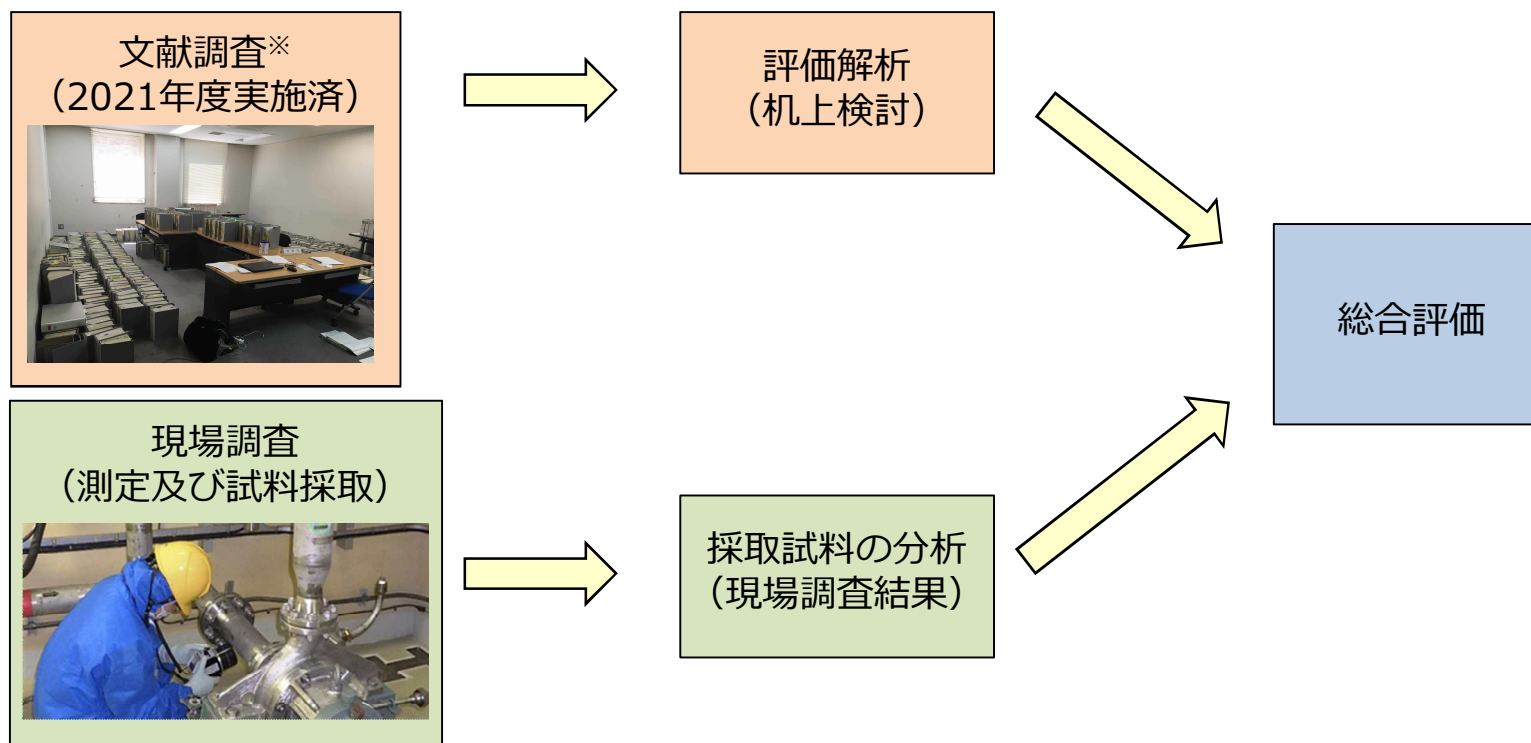 文献調査※
（2021年度実施済）
評価解析
（机上検討）
総合評価
現場調査
（測定及び試料採取）
採取試料の分析
（現場調査結果）